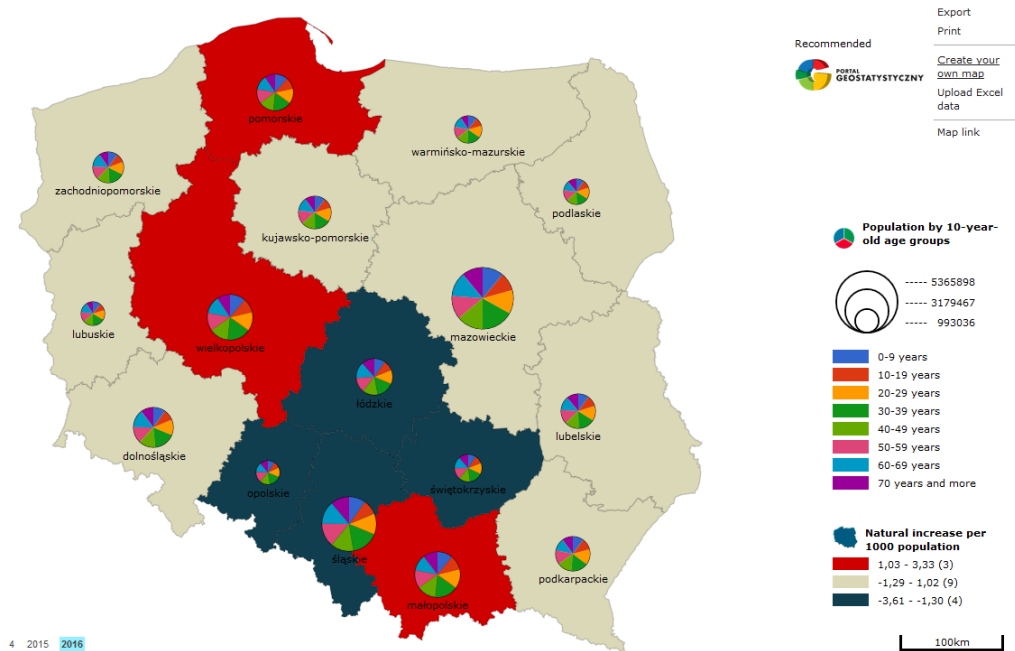 Export
Print
Recommended
PORTAL
GEOSTATYSTYCZNY
Create your
own map
Upload Excel
data
Map link
pomorskie
warmińsko-mazurskie
zachodniopomorskie
podlaskie
kujawsko-pomorskie
mazowieckie
lubuskie
wielkopolskie
łódzkie
lubelskie
dolnośląskie
opolskie
świętokrzyskie
śląskie
podkarpackie
małopolskie
Population by 10-year-
old age groups
----- 5365898
----- 3179467
----- 993036
0-9 years
10-19 years
20-29 years
30-39 years
40-49 years
50-59 years
60-69 years
70 years and more
Natural increase per
1000 population
1,03 - 3,33 (3)
-1,29 - 1,02 (9)
-3,61 - -1,30 (4)
4 2015 2016
100km